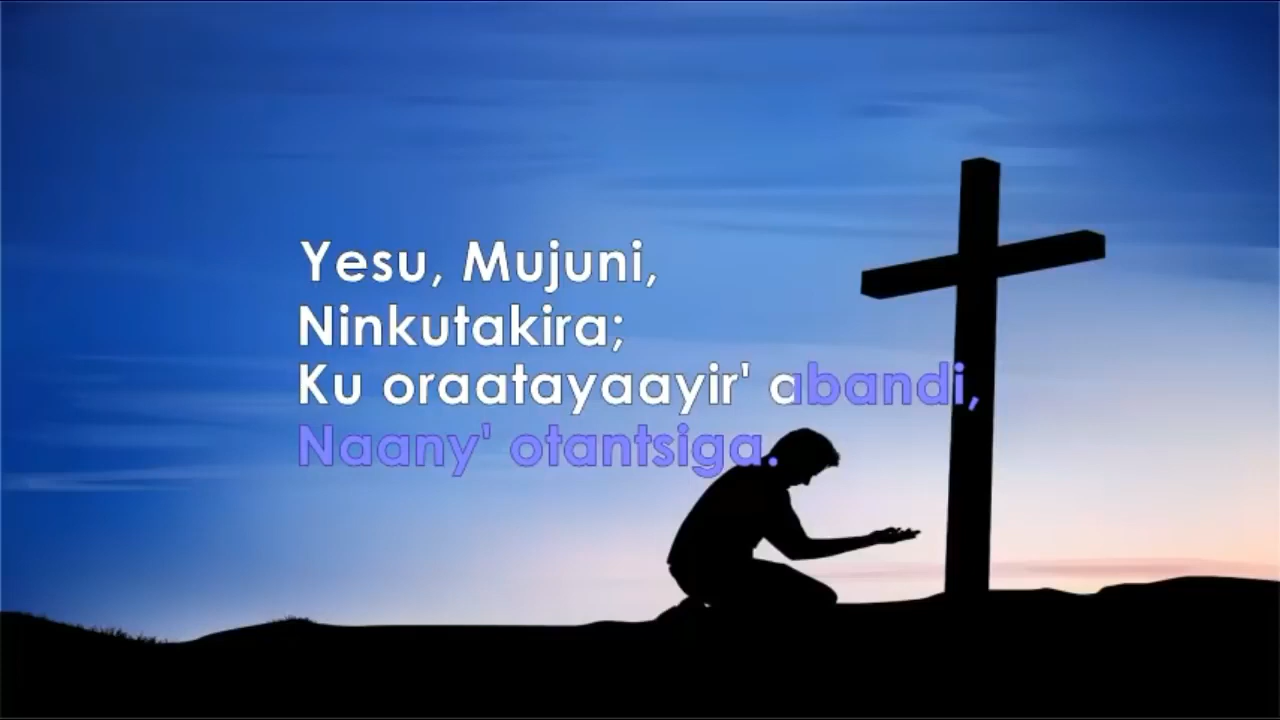 Yesu, Mujuni,
Ninkutakira;
Ku oraatayaayir' abandi,
Naany' otantsiga.